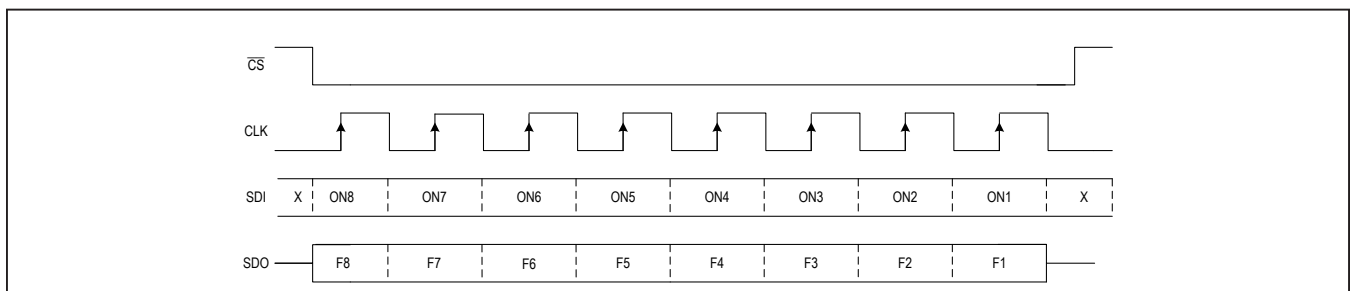 CS
CLK
SDI X ON8 ON7 ON6 ON5 ON4 ON3 ON2 ON1 X
SDO F8 F7 F6 F5 F4 F3 F2 F1